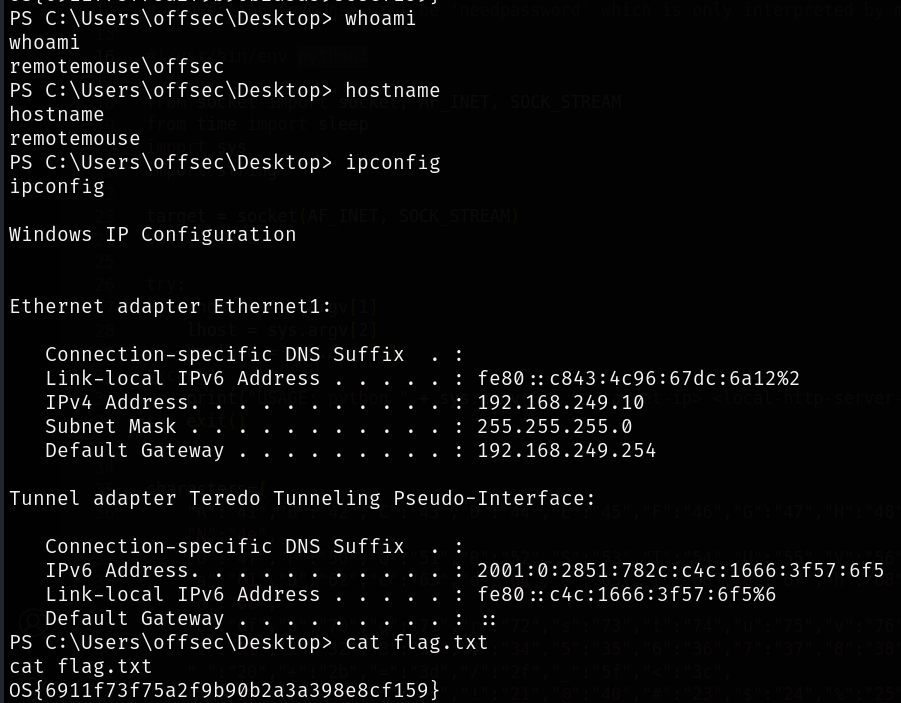 PS C:\Users\offsec\Desktop> whoami
whoami
remotemouse\offsec
PS C:\Users\offsec\Desktop> hostname
hostname
remotemouse
PS C:\Users\offsec\Desktop> ipconfig
ipconfig
Windows IP Configuration
Ethernet adapter Ethernet1:
Connection-specific DNS Suffix  . :
Link-local IPv6 Address . . . . . : fe80::c843:4c96:67dc:6a12%2
IPv4 Address. . . . . . . . . . . : 192.168.249.10
Subnet Mask . . . . . . . . . . . : 255.255.255.0
Default Gateway . . . . . . . . . : 192.168.249.254
Tunnel adapter Teredo Tunneling Pseudo-Interface:
Connection-specific DNS Suffix  . :
IPv6 Address. . . . . . . . . . . : 2001:0:2851:782c:c4c:1666:3f57:6f5
Link-local IPv6 Address . . . . . : fe80::c4c:1666:3f57:6f5%6
Default Gateway . . . . . . . . . : ::
PS C:\Users\offsec\Desktop> cat flag.txt
cat flag.txt
OS{6911f73f75a2f9b90b2a3a398e8cf159}